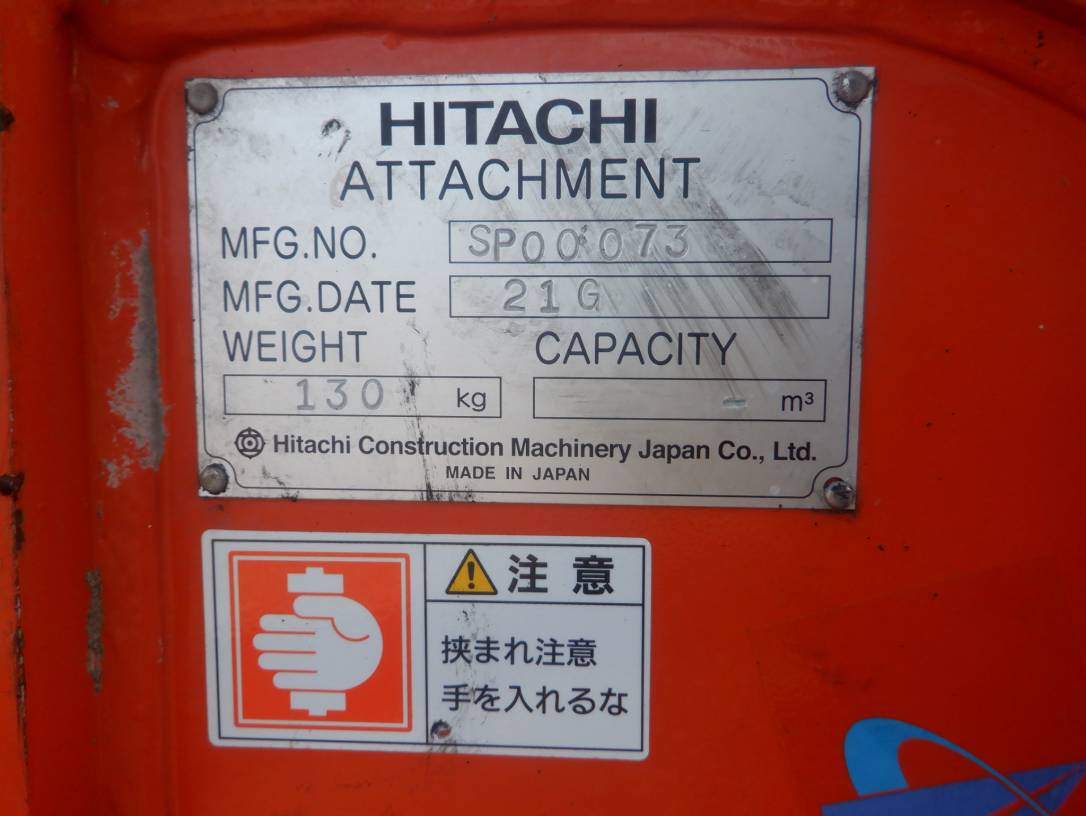 HITACHI
ATTACHMENT
MFG.NO. SP00073
MFG.DATE 21G
WEIGHT CAPACITY
130 kg - m³
Hitachi Construction Machinery Japan Co., Ltd.
MADE IN JAPAN
注意
挟まれ注意
手を入れるな